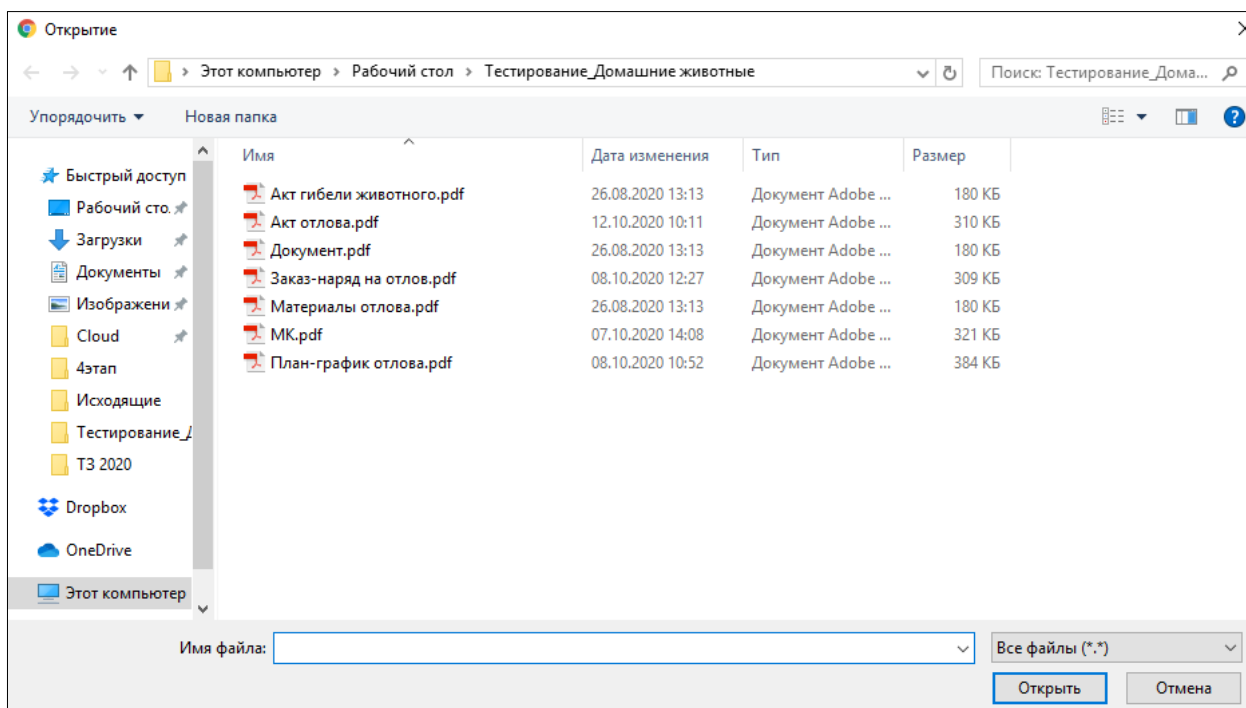 Открытие
Этот компьютер > Рабочий стол > Тестирование_Домашние животные Поиск: Тестирование_Дома...
Упорядочить Новая папка
Имя Дата изменения Тип Размер
Быстрый доступ
Рабочий сто.
Загрузки
Документы
Изображени
Cloud
4этап
Исходящие
Тестирование_Д
ТЗ 2020
Dropbox
OneDrive
Этот компьютер
Акт гибели животного.pdf 26.08.2020 13:13 Документ Adobe ... 180 КБ
Акт отлова.pdf 12.10.2020 10:11 Документ Adobe ... 310 КБ
Документ.pdf 26.08.2020 13:13 Документ Adobe ... 180 КБ
Заказ-наряд на отлов.pdf 08.10.2020 12:27 Документ Adobe ... 309 КБ
Материалы отлова.pdf 26.08.2020 13:13 Документ Adobe ... 180 КБ
МК.pdf 07.10.2020 14:08 Документ Adobe ... 321 КБ
План-график отлова.pdf 08.10.2020 10:52 Документ Adobe ... 384 КБ
Имя файла: Все файлы (*.*)
Открыть Отмена